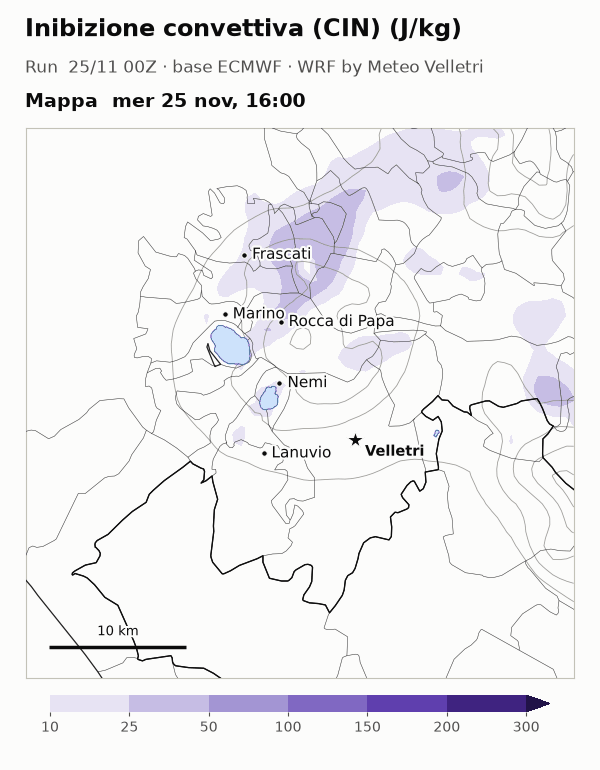 Inibizione convettiva (CIN) (J/kg)
Run  25/11 00Z · base ECMWF · WRF by Meteo Velletri
Mappa  mer 25 nov, 16:00
Frascati
Marino
Rocca di Papa
Nemi
Velletri
Lanuvio
10 km
10 25 50 100 150 200 300